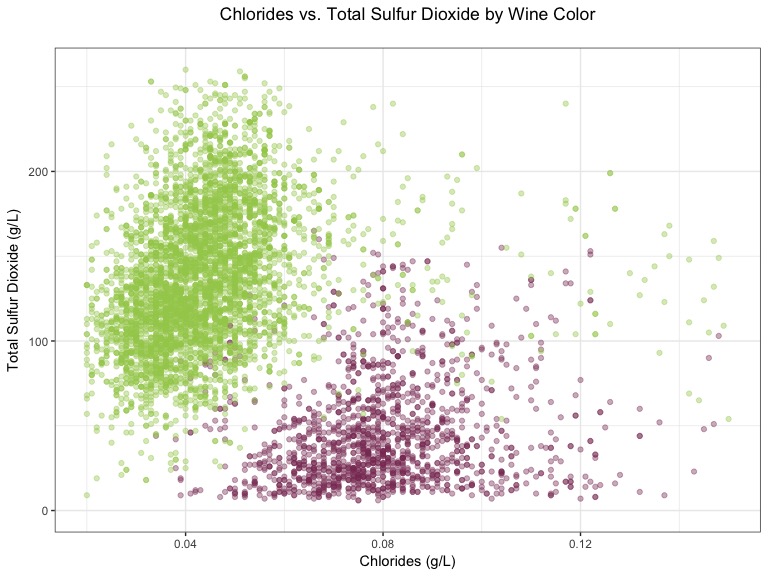 Chlorides vs. Total Sulfur Dioxide by Wine Color
Total Sulfur Dioxide (g/L)
200
100
0
0.04
0.08
0.12
Chlorides (g/L)